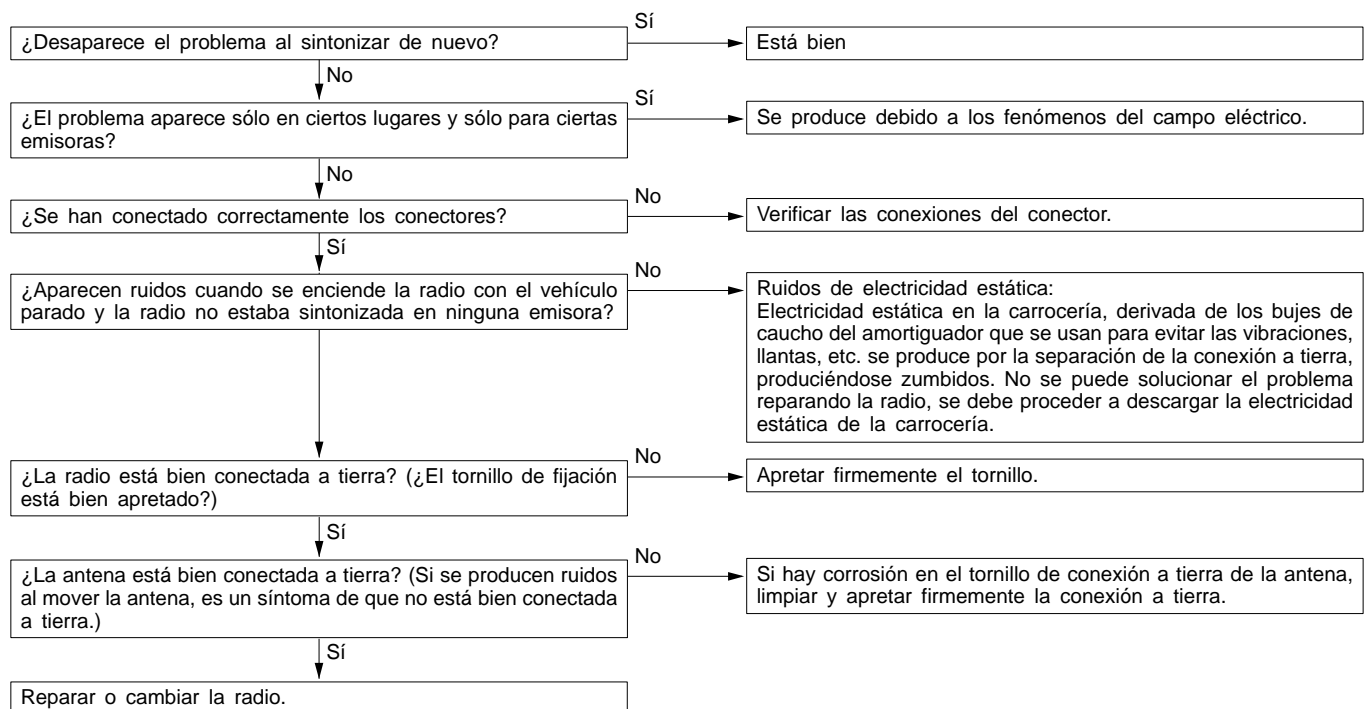 ¿Desaparece el problema al sintonizar de nuevo?
Sí
Está bien
No
¿El problema aparece sólo en ciertos lugares y sólo para ciertas
emisoras?
Sí
Se produce debido a los fenómenos del campo eléctrico.
No
¿Se han conectado correctamente los conectores?
No
Verificar las conexiones del conector.
Sí
¿Aparecen ruidos cuando se enciende la radio con el vehículo
parado y la radio no estaba sintonizada en ninguna emisora?
No
Ruidos de electricidad estática:
Electricidad estática en la carrocería, derivada de los bujes de
caucho del amortiguador que se usan para evitar las vibraciones,
llantas, etc. se produce por la separación de la conexión a tierra,
produciéndose zumbidos. No se puede solucionar el problema
reparando la radio, se debe proceder a descargar la electricidad
estática de la carrocería.
¿La radio está bien conectada a tierra? (¿El tornillo de fijación
está bien apretado?)
No
Apretar firmemente el tornillo.
Sí
¿La antena está bien conectada a tierra? (Si se producen ruidos
al mover la antena, es un síntoma de que no está bien conectada
a tierra.)
No
Si hay corrosión en el tornillo de conexión a tierra de la antena,
limpiar y apretar firmemente la conexión a tierra.
Sí
Reparar o cambiar la radio.